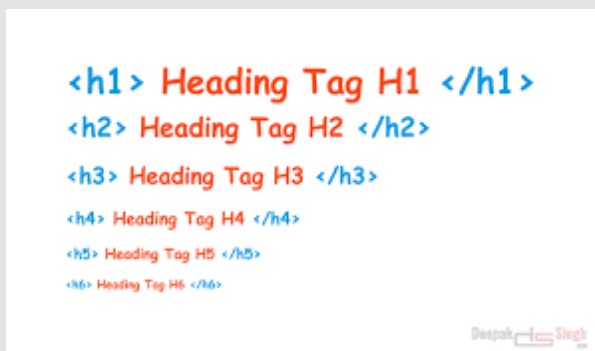 <h1> Heading Tag H1 </h1>
<h2> Heading Tag H2 </h2>
<h3> Heading Tag H3 </h3>
<h4> Heading Tag H4 </h4>
<h5> Heading Tag H5 </h5>
<h6> Heading Tag H6 </h6>
Deepak ds Singh